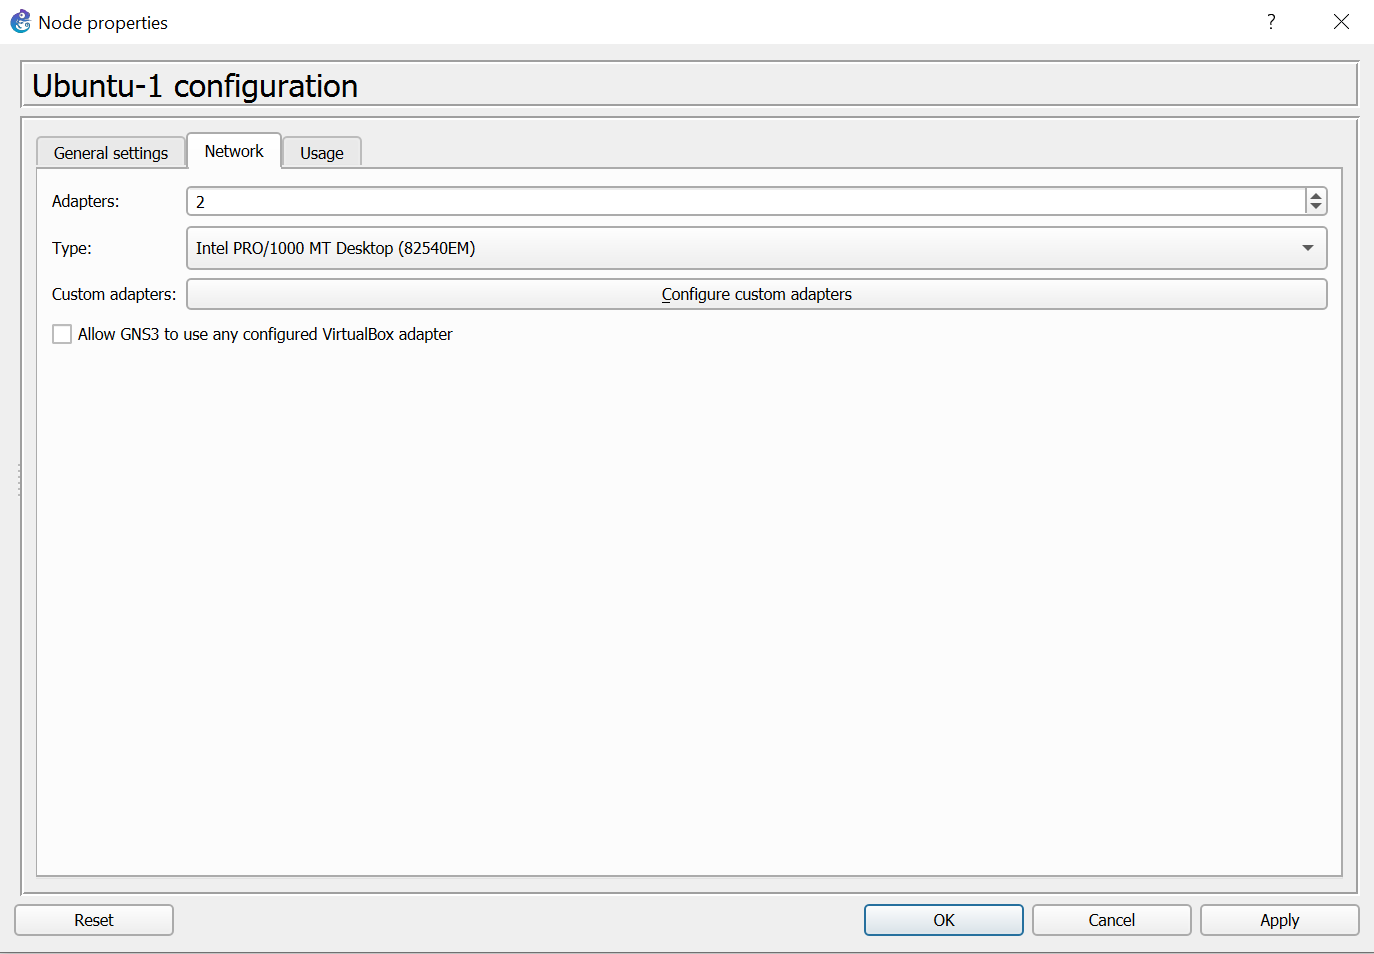 Node properties
?
Ubuntu-1 configuration
General settings Network Usage
Adapters: 2
Type: Intel PRO/1000 MT Desktop (82540EM)
Custom adapters: Configure custom adapters
Allow GNS3 to use any configured VirtualBox adapter
Reset OK Cancel Apply